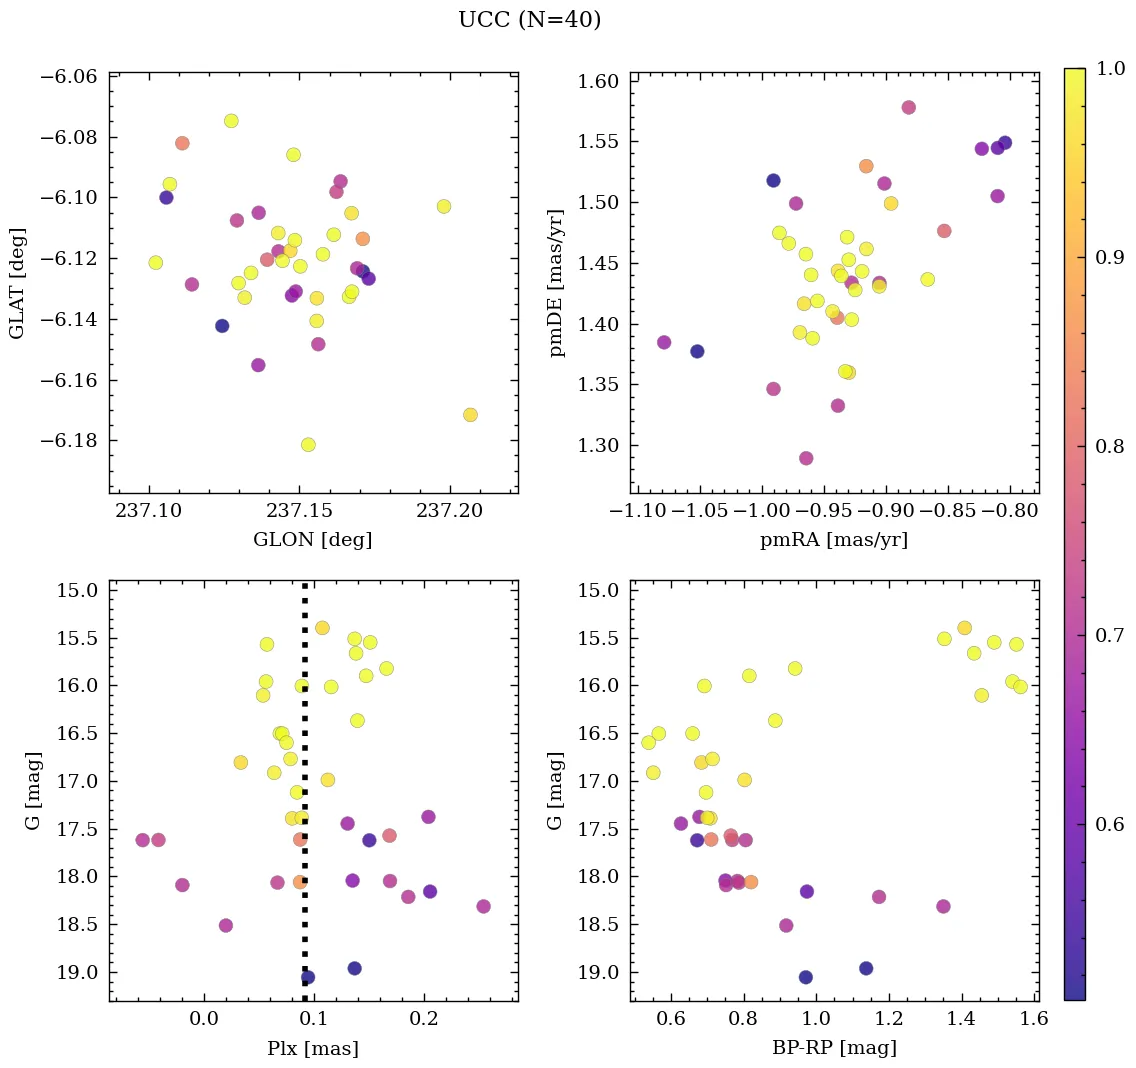 UCC (N=40)
−6.06
−6.08
−6.10
−6.12
−6.14
−6.16
−6.18
GLAT [deg]
237.10 237.15 237.20
GLON [deg]
1.60
1.55
1.50
1.45
1.40
1.35
1.30
pmDE [mas/yr]
−1.10 −1.05 −1.00 −0.95 −0.90 −0.85 −0.80
pmRA [mas/yr]
15.0
15.5
16.0
16.5
17.0
17.5
18.0
18.5
19.0
G [mag]
0.0 0.1 0.2
Plx [mas]
15.0
15.5
16.0
16.5
17.0
17.5
18.0
18.5
19.0
G [mag]
0.6 0.8 1.0 1.2 1.4 1.6
BP-RP [mag]
1.0
0.9
0.8
0.7
0.6